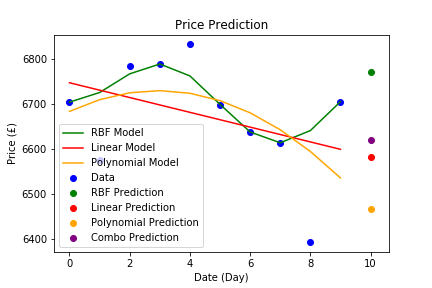 Price Prediction
Price (£)
6800
6700
6600
6500
6400
RBF Model
Linear Model
Polynomial Model
Data
RBF Prediction
Linear Prediction
Polynomial Prediction
Combo Prediction
0 2 4 6 8 10
Date (Day)